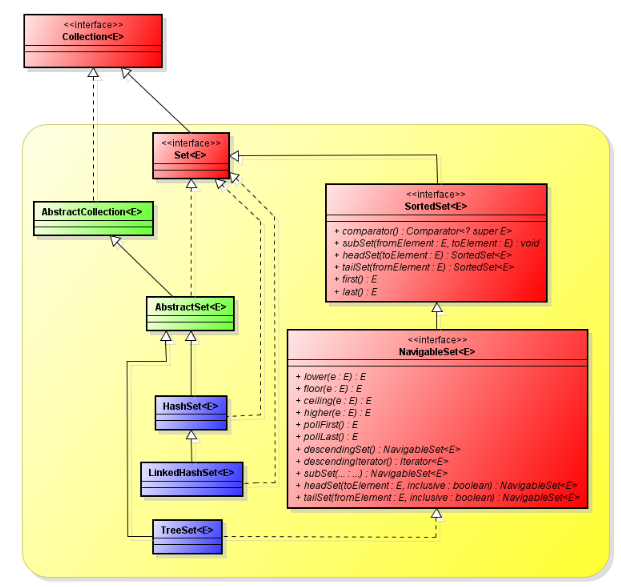 <<interface>>
Collection<E>
<<interface>>
Set<E>
AbstractCollection<E>
<<interface>>
SortedSet<E>
+ comparator() : Comparator<? super E>
+ subSet(fromElement : E, toElement : E) : void
+ headSet(toElement : E) : SortedSet<E>
+ tailSet(fromElement : E) : SortedSet<E>
+ first() : E
+ last() : E
AbstractSet<E>
<<interface>>
NavigableSet<E>
+ lower(e : E) : E
+ floor(e : E) : E
+ ceiling(e : E) : E
+ higher(e : E) : E
+ pollFirst() : E
+ pollLast() : E
+ descendingSet() : NavigableSet<E>
+ descendingIterator() : Iterator<E>
+ subSet(... : ...) : NavigableSet<E>
+ headSet(toElement : E, inclusive : boolean) : NavigableSet<E>
+ tailSet(fromElement : E, inclusive : boolean) : NavigableSet<E>
HashSet<E>
LinkedHashSet<E>
TreeSet<E>